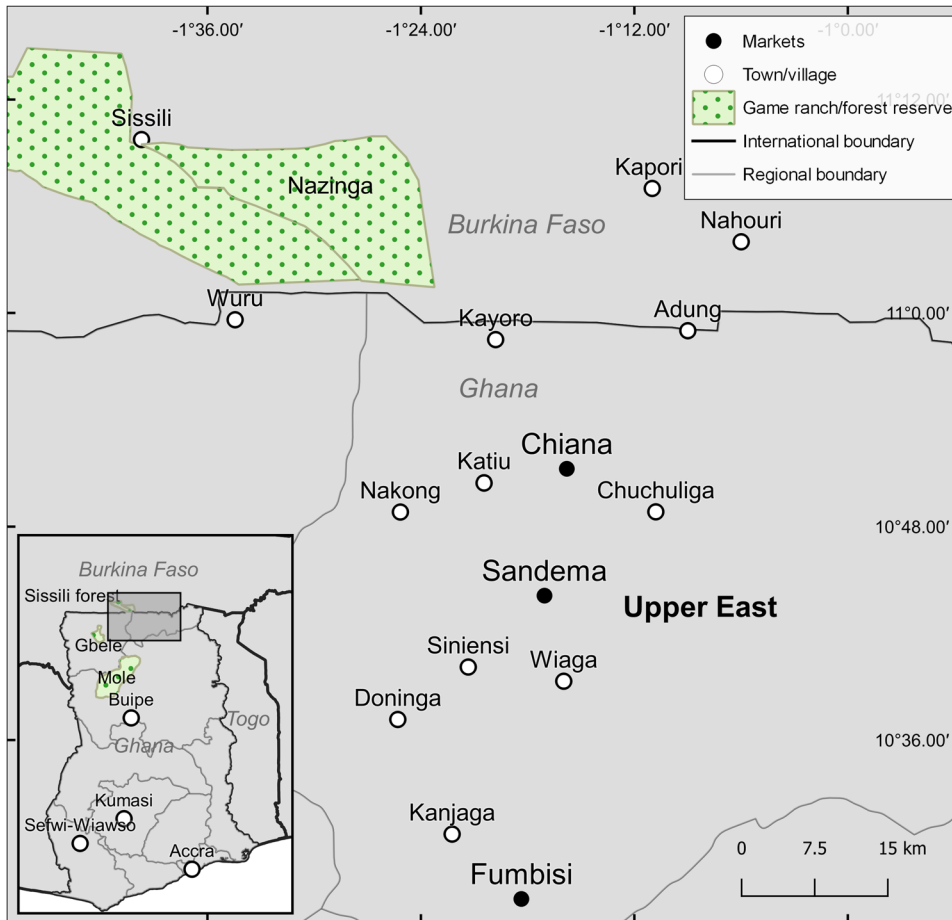 -1°36.00′
-1°24.00′
-1°12.00′
-1°0.00′
Markets
Town/village
Game ranch/forest reserve
International boundary
Regional boundary
11°12.00′
Sissili
Nazinga
Kapori
Nahouri
Burkina Faso
Wuru
Kayoro
Adung
11°0.00′
Ghana
Chiana
Katiu
Nakong
Chuchuliga
10°48.00′
Sandema
Upper East
Siniensi
Wiaga
Doninga
10°36.00′
Kanjaga
Fumbisi
0 7.5 15 km
Burkina Faso
Sissili forest
Gbele
Mole
Buipe
Togo
Ghana
Kumasi
Sefwi-Wiawso
Accra